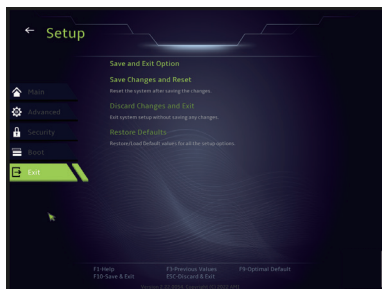 Setup
Save and Exit Option
Save Changes and Reset
Reset the system after saving the changes.
Main
Discard Changes and Exit
Advanced
Exit system setup without saving any changes.
Security
Restore Defaults
Restore/Load Default values for all the setup options.
Boot
Exit
F1-Help F3-Previous Values F9-Optimal Default
F10-Save & Exit ESC-Discard & Exit